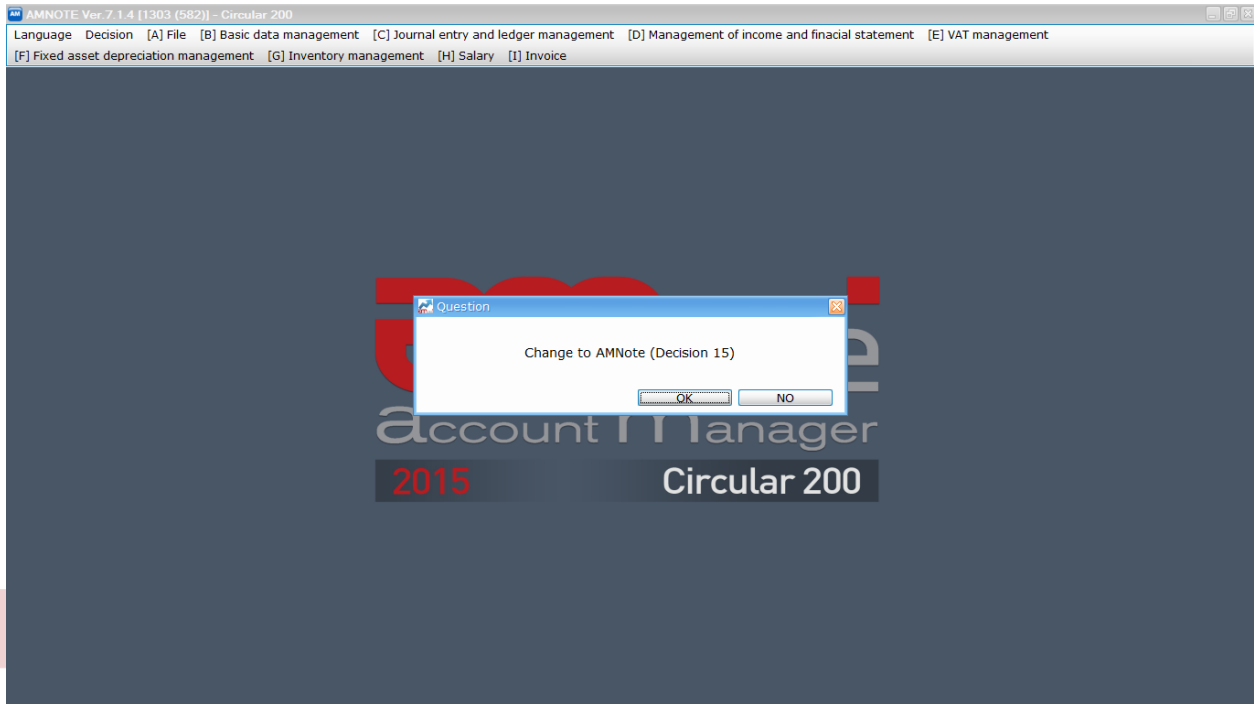 AMNOTE Ver.7.1.4 [1303 (582)] - Circular 200
Language Decision [A] File [B] Basic data management [C] Journal entry and ledger management [D] Management of income and finacial statement [E] VAT management
[F] Fixed asset depreciation management [G] Inventory management [H] Salary [I] Invoice
Question
Change to AMNote (Decision 15)
OK NO
account Manager
2015 Circular 200